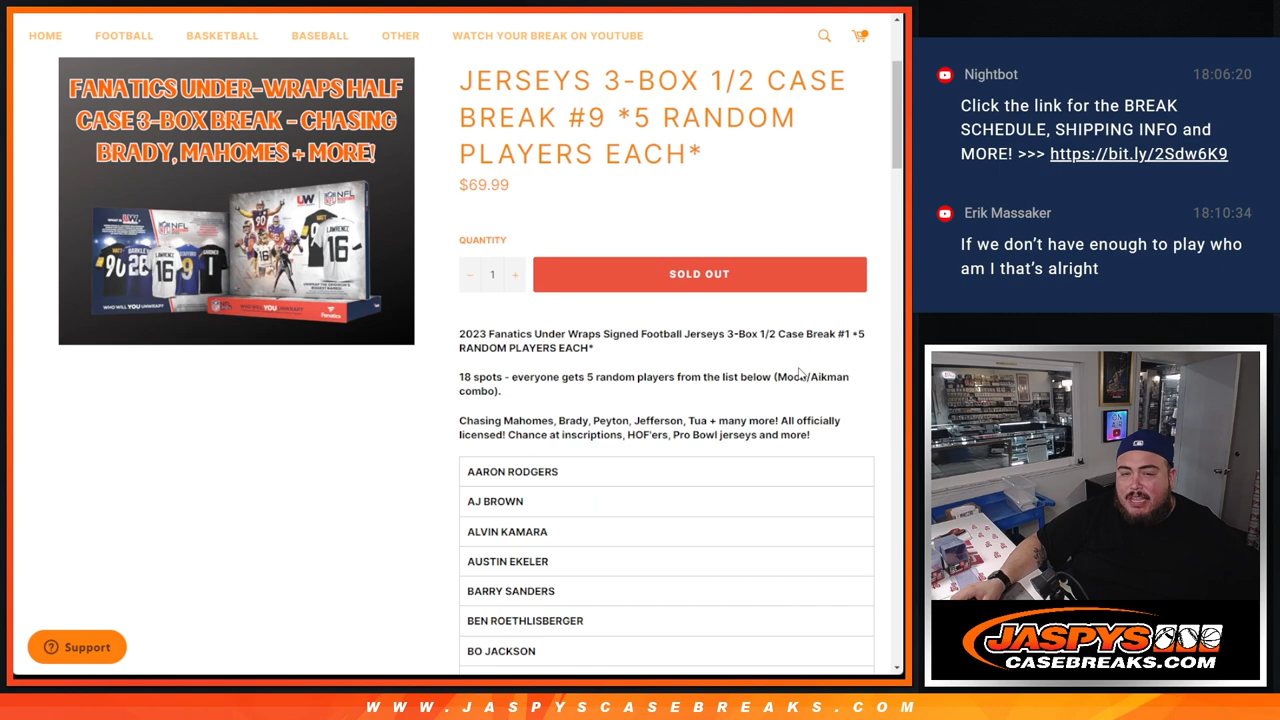 HOME FOOTBALL BASKETBALL BASEBALL OTHER WATCH YOUR BREAK ON YOUTUBE
FANATICS UNDER-WRAPS HALF
CASE 3-BOX BREAK - CHASING
BRADY, MAHOMES + MORE!
JERSEYS 3-BOX 1/2 CASE
BREAK #9 *5 RANDOM
PLAYERS EACH*
$69.99
QUANTITY
− 1 +
SOLD OUT
2023 Fanatics Under Wraps Signed Football Jerseys 3-Box 1/2 Case Break #1 *5
RANDOM PLAYERS EACH*
18 spots - everyone gets 5 random players from the list below
combo).
Chasing Mahomes, Brady, Peyton, Jefferson, Tua + many more! All officially
licensed! Chance at inscriptions, HOF'ers, Pro Bowl jerseys and more!
AARON RODGERS
AJ BROWN
ALVIN KAMARA
AUSTIN EKELER
BARRY SANDERS
BEN ROETHLISBERGER
BO JACKSON
Support
Nightbot 18:06:20
Click the link for the BREAK
SCHEDULE, SHIPPING INFO and
MORE! >>> https://bit.ly/2Sdw6K9
Erik Massaker 18:10:34
If we don't have enough to play who
am I that's alright
JASPYS
CASEBREAKS.COM
WWW.JASPYSCASEBREAKS.COM